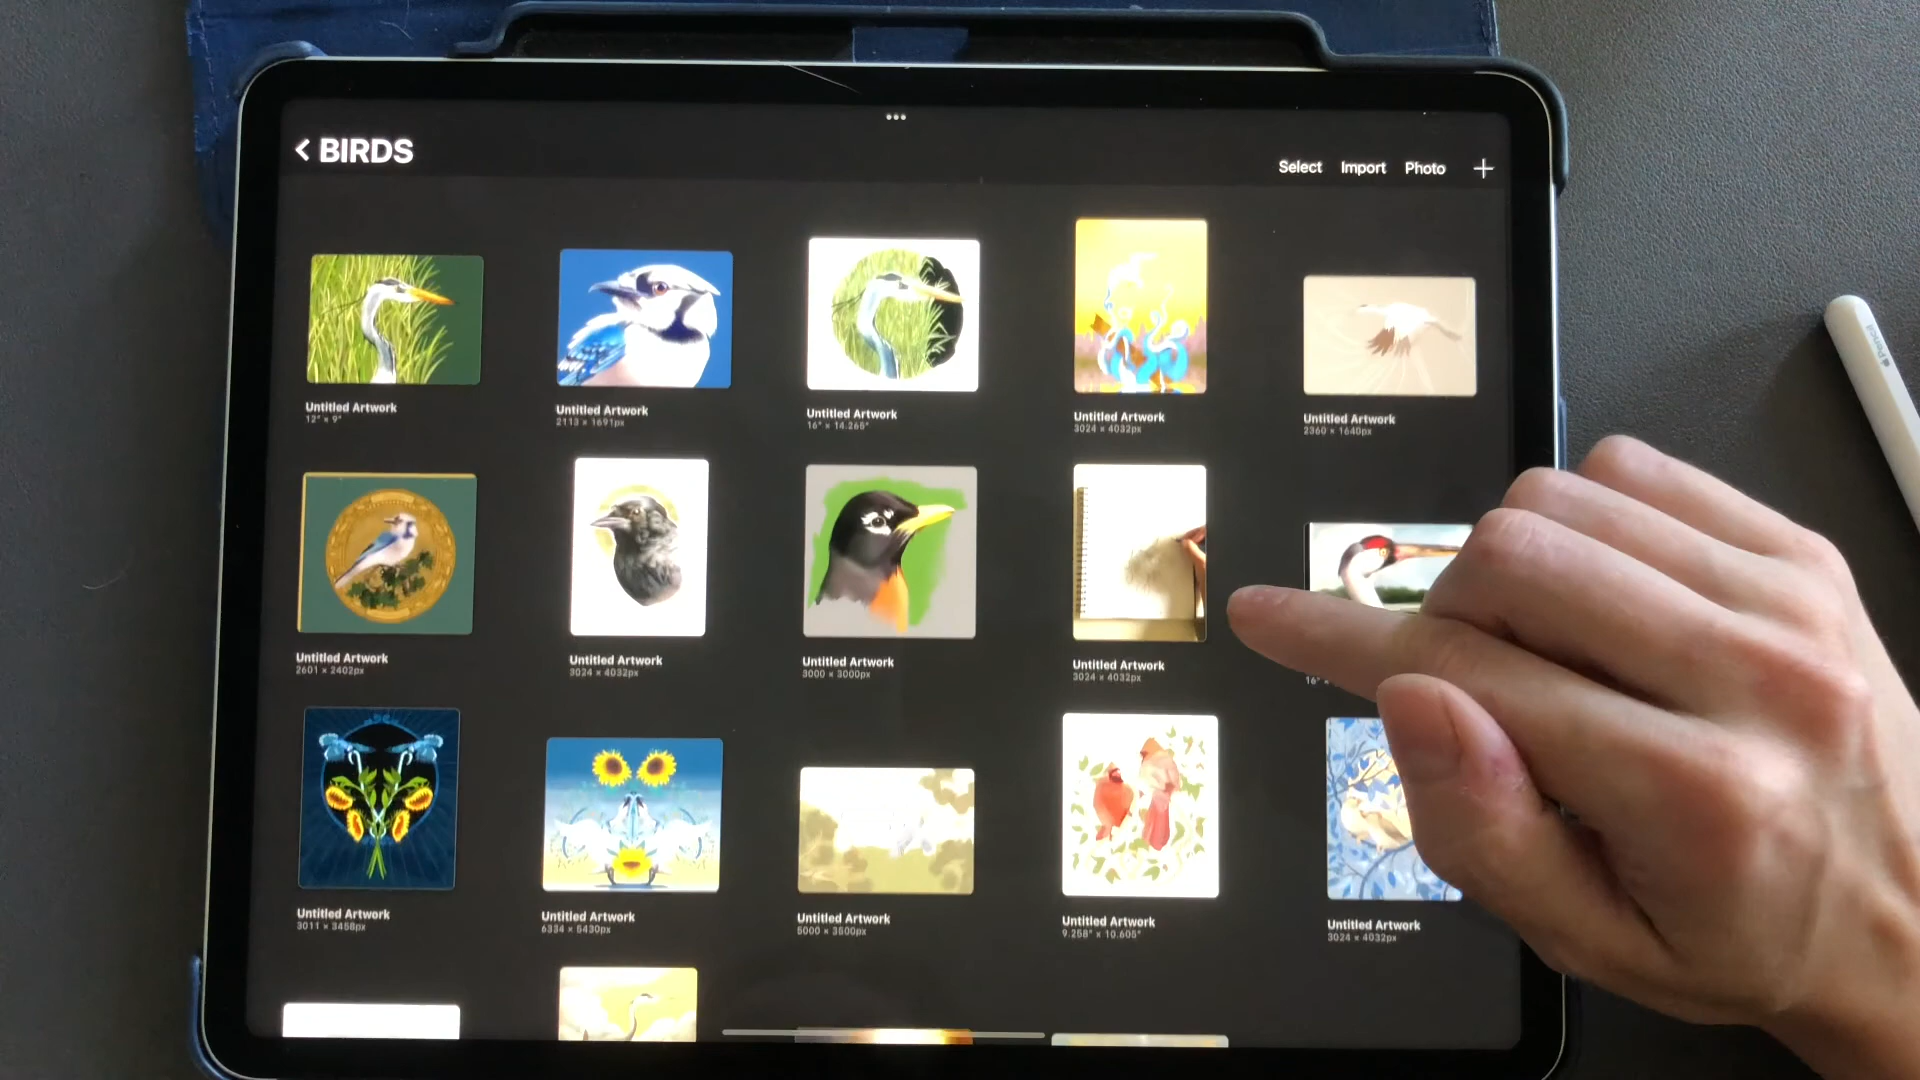 BIRDS
Select Import Photo
Untitled Artwork
12" × 9"
Untitled Artwork
2113 × 1691px
Untitled Artwork
16" × 14.265"
Untitled Artwork
3024 × 4032px
Untitled Artwork
2360 × 1640px
Untitled Artwork
2601 × 2402px
Untitled Artwork
3024 × 4032px
Untitled Artwork
3000 × 3000px
Untitled Artwork
3024 × 4032px
16"
Untitled Artwork
3011 × 3458px
Untitled Artwork
6334 × 5430px
Untitled Artwork
5000 × 3500px
Untitled Artwork
9.258" × 10.605"
Untitled Artwork
3024 × 4032px
Pencil